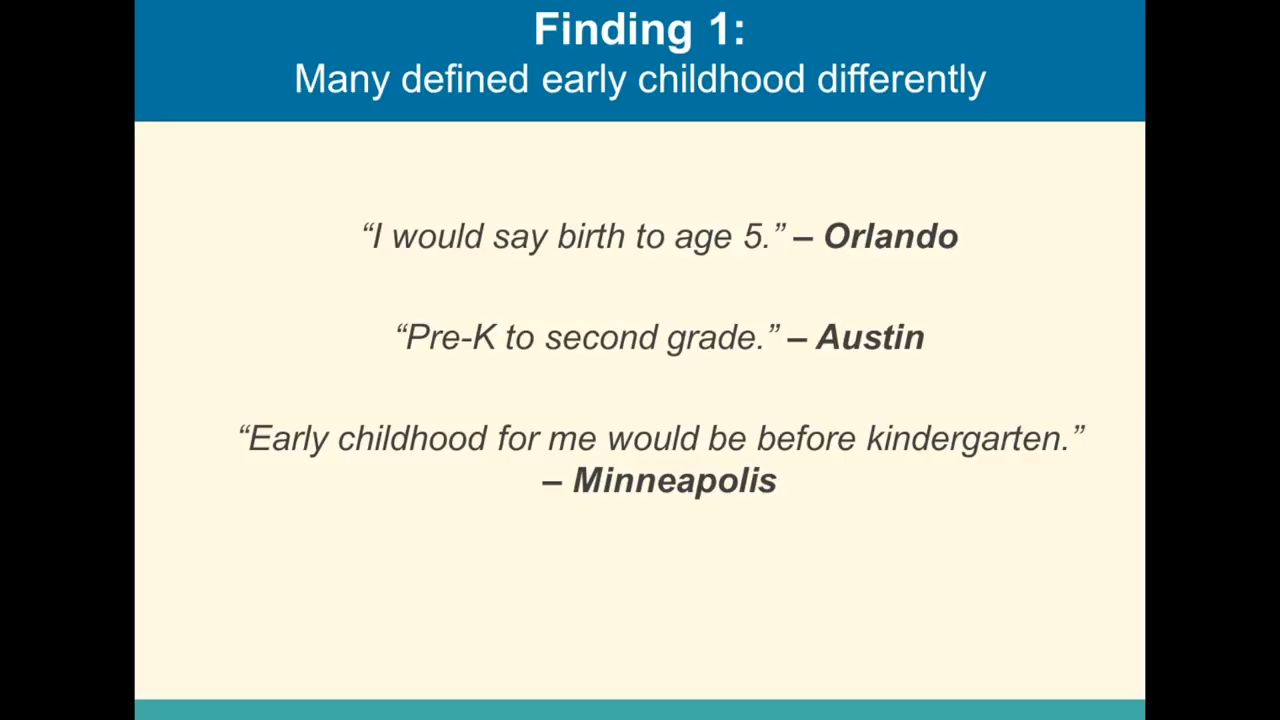 Finding 1:
Many defined early childhood differently
“I would say birth to age 5.” – Orlando
“Pre-K to second grade.” – Austin
“Early childhood for me would be before kindergarten.”
– Minneapolis